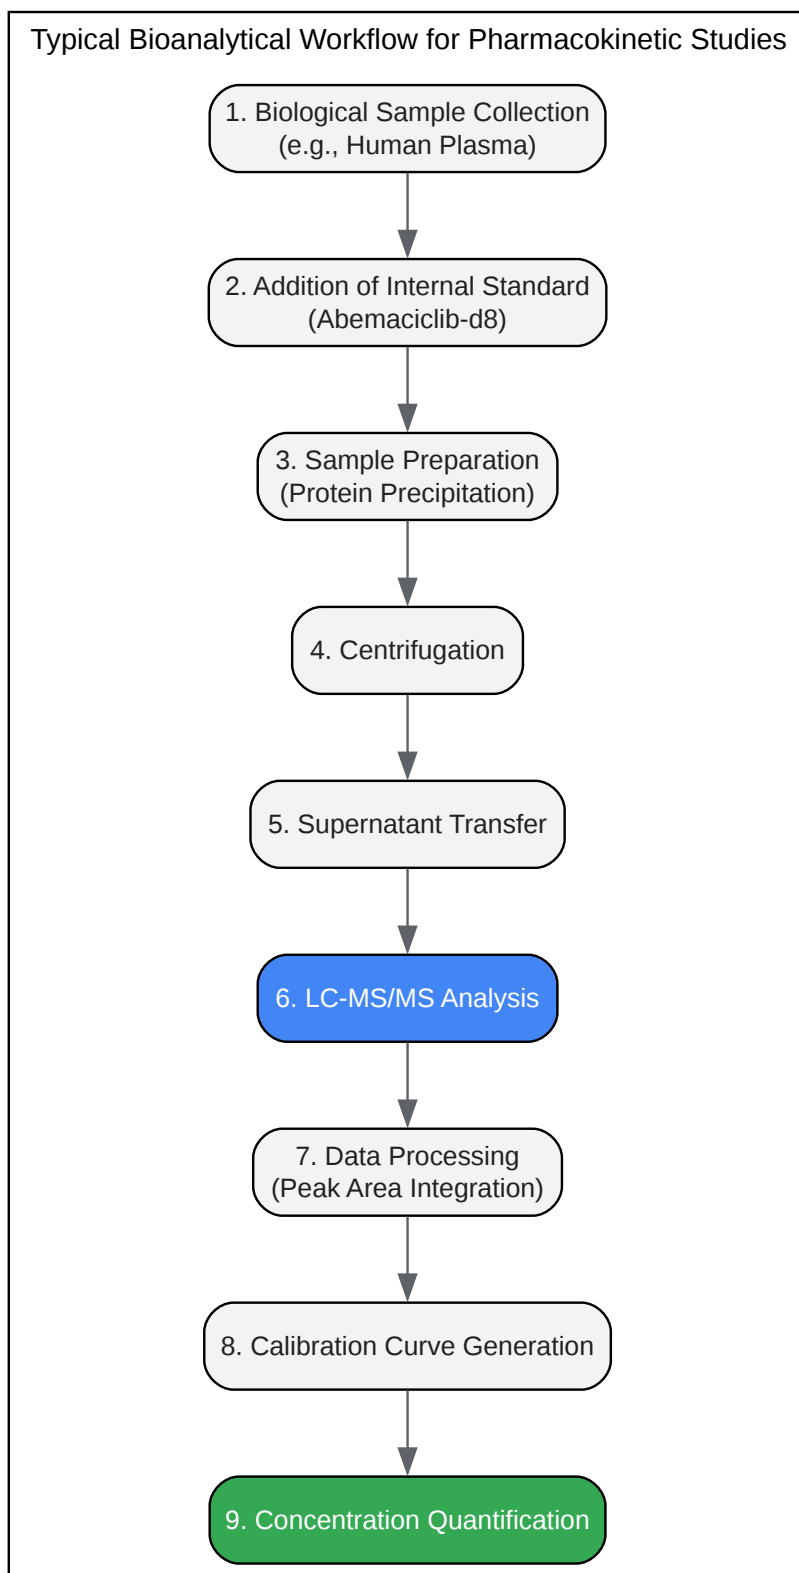 Typical Bioanalytical Workflow for Pharmacokinetic Studies
1. Biological Sample Collection
(e.g., Human Plasma)
2. Addition of Internal Standard
(Abemaciclib-d8)
3. Sample Preparation
(Protein Precipitation)
4. Centrifugation
5. Supernatant Transfer
6. LC-MS/MS Analysis
7. Data Processing
(Peak Area Integration)
8. Calibration Curve Generation
9. Concentration Quantification